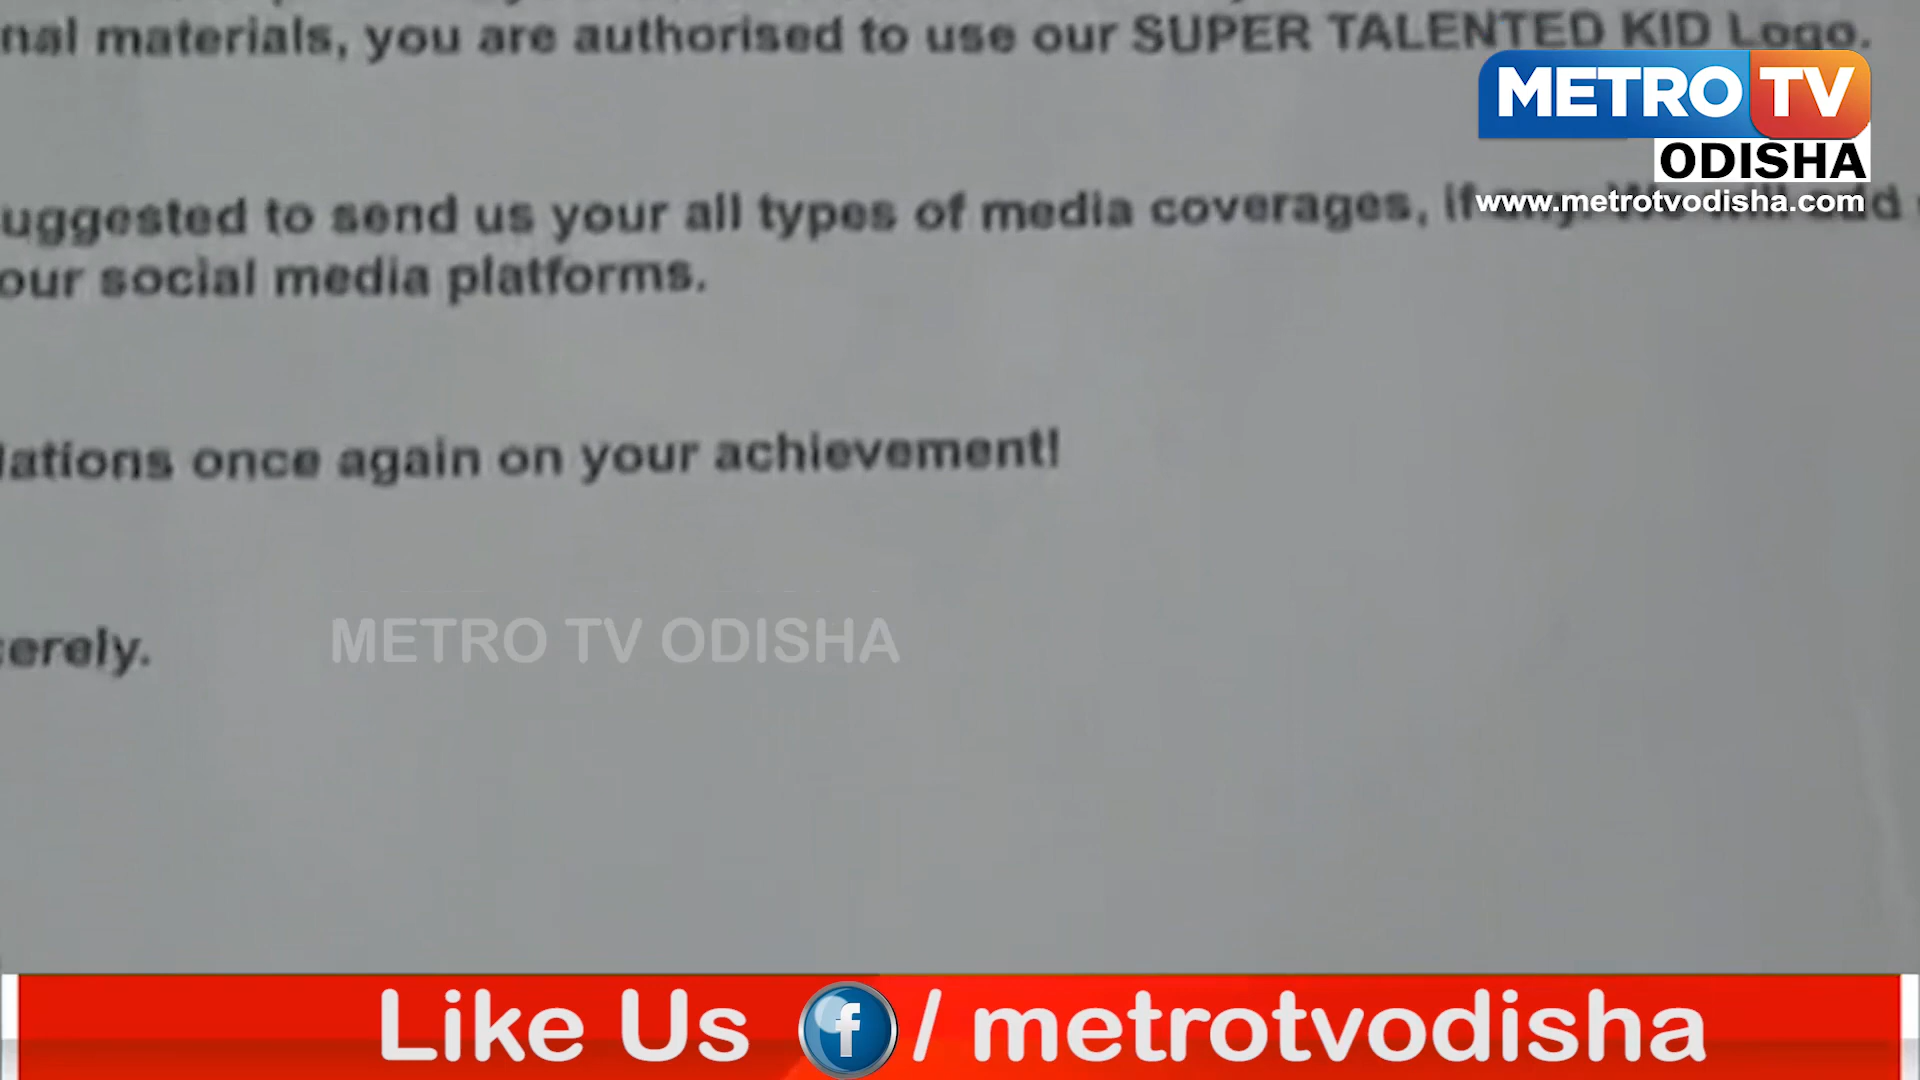 nal materials, you are authorised to use our SUPER TALENTED KID Logo.
METRO TV
ODISHA
www.metrotvodisha.com
uggested to send us your all types of media coverages, if
our social media platforms.
lations once again on your achievement!
cerely.
METRO TV ODISHA
Like Us f / metrotvodisha